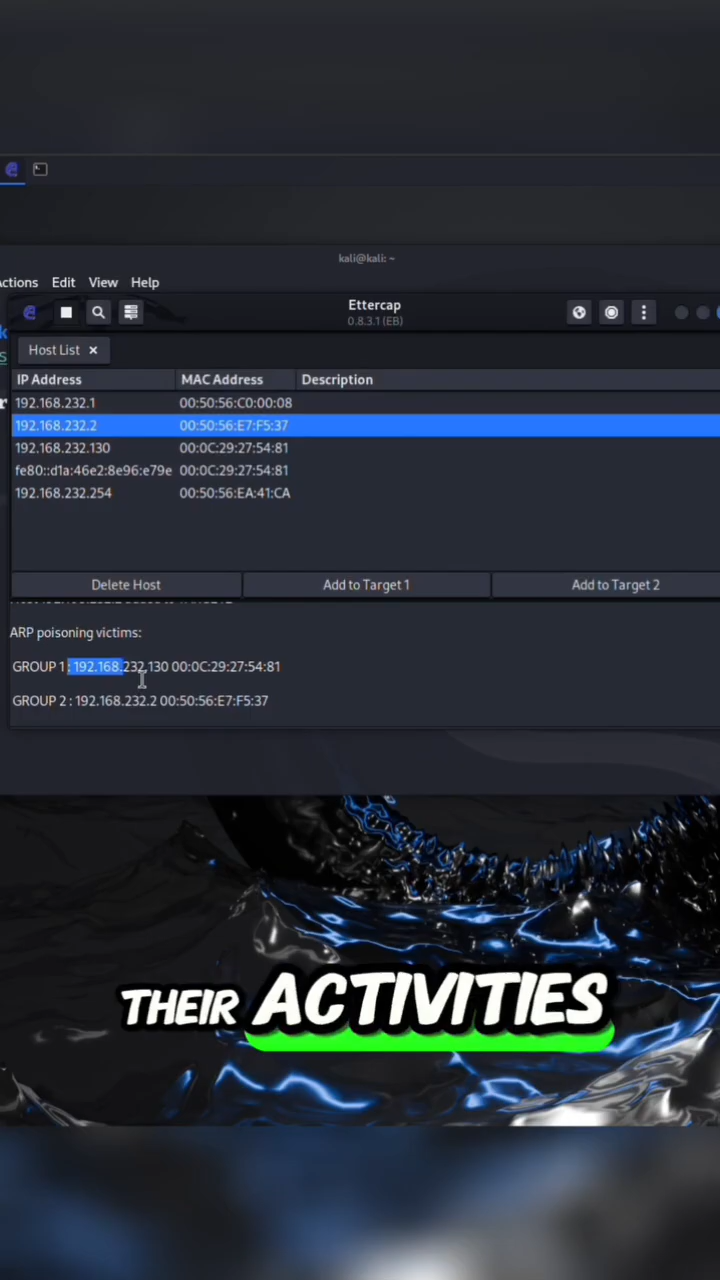 kali@kali: ~
Actions Edit View Help
Ettercap
0.8.3.1 (EB)
Host List ×
IP Address MAC Address Description
192.168.232.1 00:50:56:C0:00:08
192.168.232.2 00:50:56:E7:F5:37
192.168.232.130 00:0C:29:27:54:81
fe80::d1a:46e2:8e96:e79e 00:0C:29:27:54:81
192.168.232.254 00:50:56:EA:41:CA
Delete Host Add to Target 1 Add to Target 2
ARP poisoning victims:
GROUP 1 : 192.168.232.130 00:0C:29:27:54:81
GROUP 2 : 192.168.232.2 00:50:56:E7:F5:37
THEIR ACTIVITIES